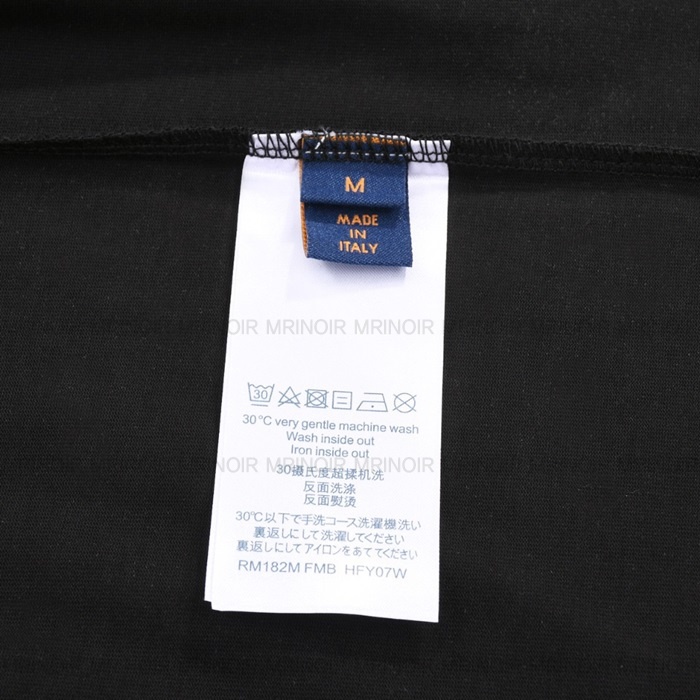 M
MADE
IN
ITALY
MRINOIR MRINOIR MRINOIR MRINOIR
30
30°C very gentle machine wash
Wash inside out
Iron inside out
NOIR MRINOIR MRINOIR MRINOIR
30摄氏度超揉机洗
反面洗涤
反面熨烫
30℃以下で手洗コース洗濯機洗い
裏返しにして洗濯してください
裏返しにしてアイロンをあててください
RM182M FMB HFY07W